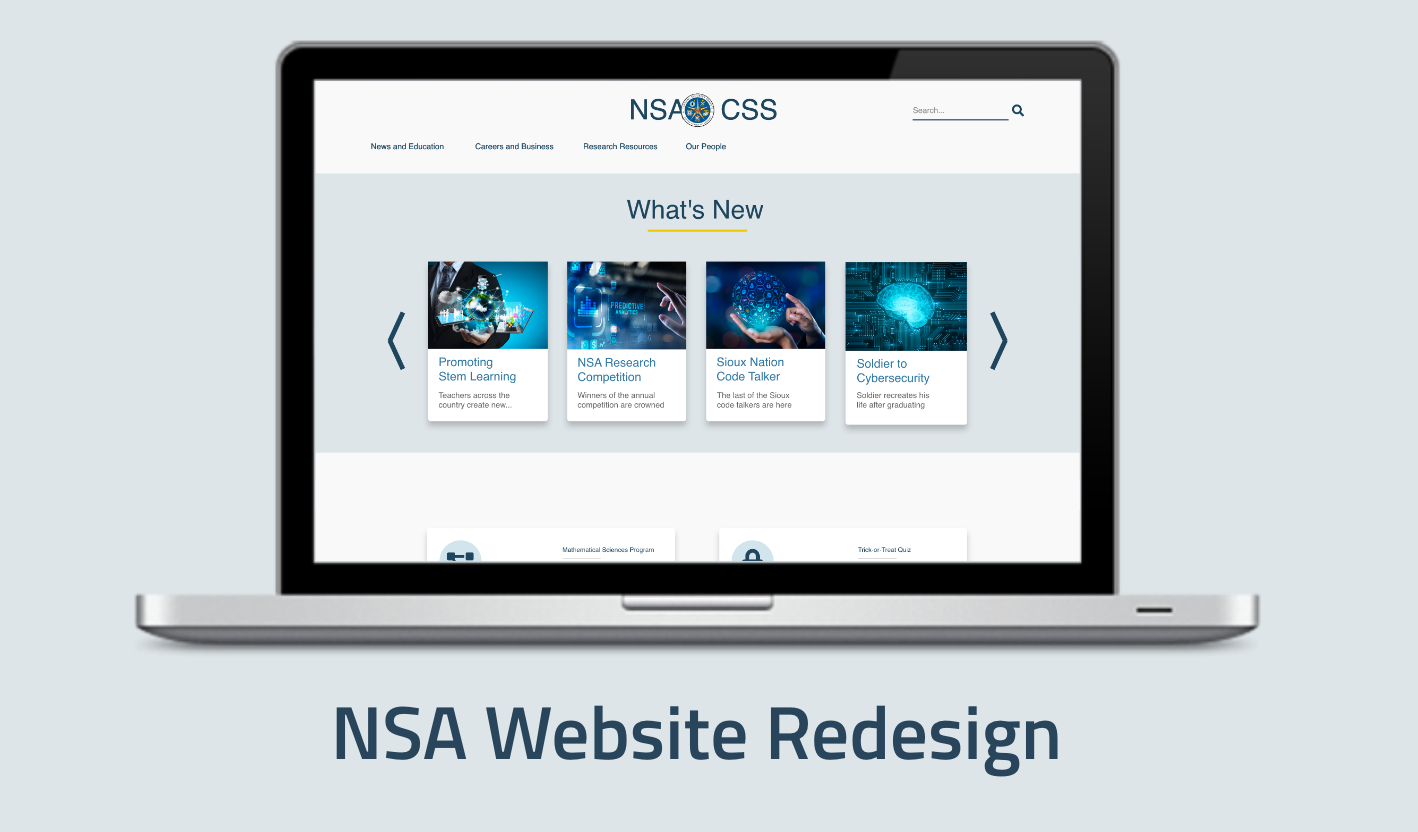 NSA CSS
Search...
News and Education Careers and Business Research Resources Our People
What's New
PREDICTIVE
ANALYTICS
Promoting
Stem Learning
Teachers across the
country create new...
NSA Research
Competition
Winners of the annual
competition are crowned
Sioux Nation
Code Talker
The last of the Sioux
code talkers are here
Soldier to
Cybersecurity
Soldier recreates his
life after graduating
Mathematical Sciences Program
Trick-or-Treat Quiz
NSA Website Redesign